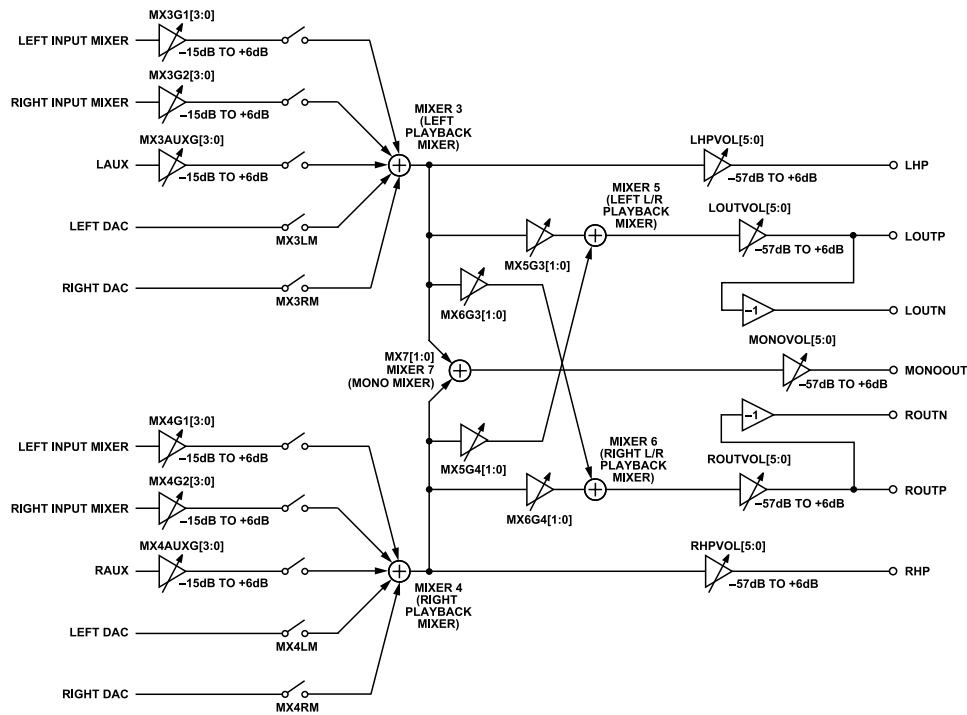 MX3G1[3:0]
LEFT INPUT MIXER
–15dB TO +6dB
MX3G2[3:0]
RIGHT INPUT MIXER
–15dB TO +6dB
MX3AUXG[3:0]
LAUX
–15dB TO +6dB
LEFT DAC
MX3LM
RIGHT DAC
MX3RM
MIXER 3
(LEFT
PLAYBACK
MIXER)
LHPVOL[5:0]
–57dB TO +6dB
LHP
MIXER 5
(LEFT L/R
PLAYBACK
MIXER)
LOUTVOL[5:0]
–57dB TO +6dB
LOUTP
MX5G3[1:0]
MX6G3[1:0]
–1
LOUTN
MX7[1:0]
MIXER 7
(MONO MIXER)
MONOVOL[5:0]
–57dB TO +6dB
MONOOUT
–1
ROUTN
MX5G4[1:0]
MIXER 6
(RIGHT L/R
PLAYBACK
MIXER)
ROUTVOL[5:0]
–57dB TO +6dB
ROUTP
MX6G4[1:0]
MX4G1[3:0]
LEFT INPUT MIXER
–15dB TO +6dB
MX4G2[3:0]
RIGHT INPUT MIXER
–15dB TO +6dB
MX4AUXG[3:0]
RAUX
–15dB TO +6dB
LEFT DAC
MX4LM
RIGHT DAC
MX4RM
MIXER 4
(RIGHT
PLAYBACK
MIXER)
RHPVOL[5:0]
–57dB TO +6dB
RHP